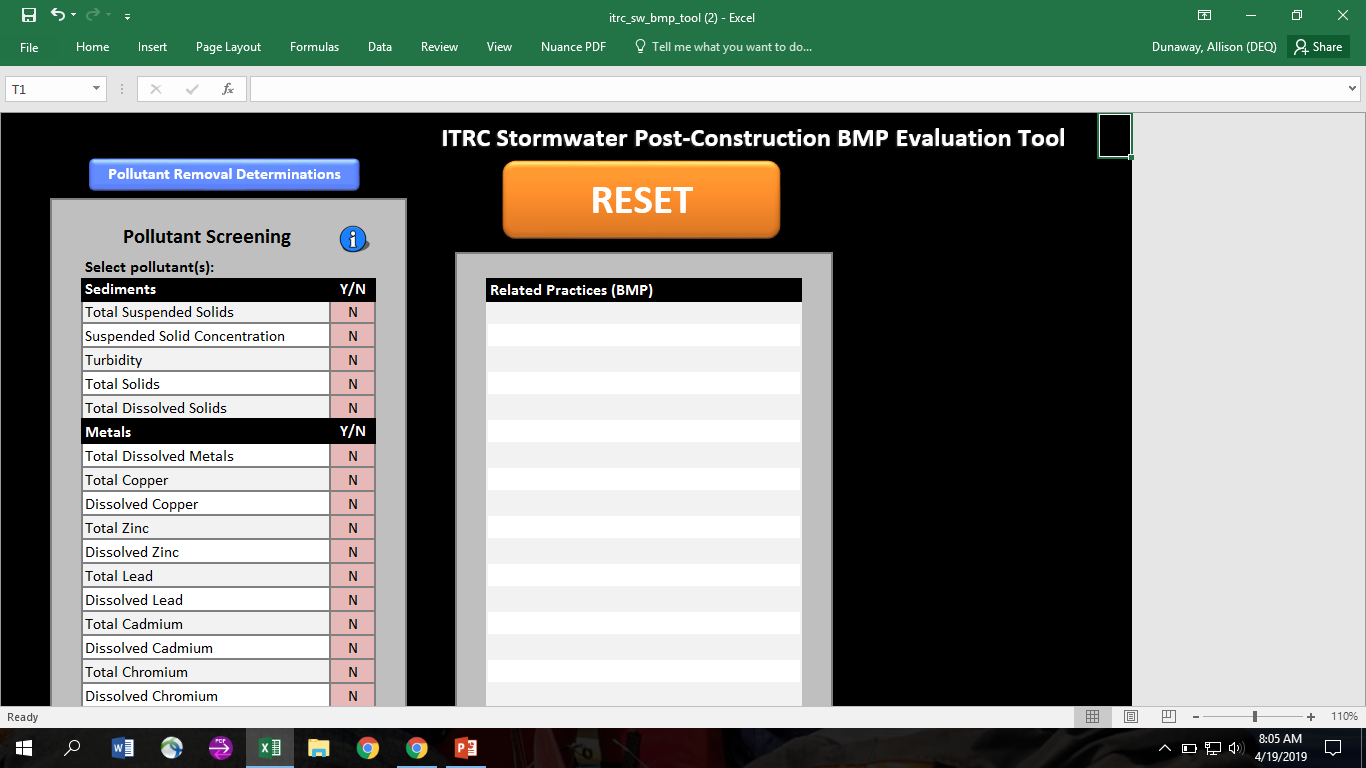 itrc_sw_bmp_tool (2) - Excel
File Home Insert Page Layout Formulas Data Review View Nuance PDF Tell me what you want to do... Dunaway, Allison (DEQ) Share
T1 fx
ITRC Stormwater Post-Construction BMP Evaluation Tool
Pollutant Removal Determinations
RESET
Pollutant Screening
i
Select pollutant(s):
Sediments Y/N
Total Suspended Solids N
Suspended Solid Concentration N
Turbidity N
Total Solids N
Total Dissolved Solids N
Metals Y/N
Total Dissolved Metals N
Total Copper N
Dissolved Copper N
Total Zinc N
Dissolved Zinc N
Total Lead N
Dissolved Lead N
Total Cadmium N
Dissolved Cadmium N
Total Chromium N
Dissolved Chromium N
Related Practices (BMP)
Ready
110%
8:05 AM
4/19/2019